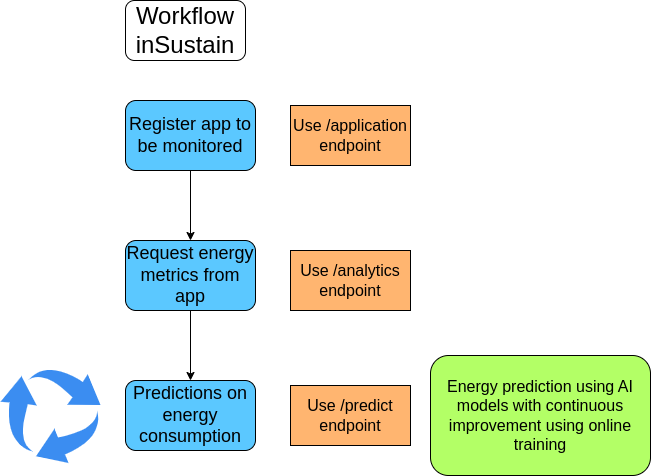 Workflow
inSustain
Register app to
be monitored
Use /application
endpoint
Request energy
metrics from
app
Use /analytics
endpoint
Predictions on
energy
consumption
Use /predict
endpoint
Energy prediction using AI
models with continuous
improvement using online
training